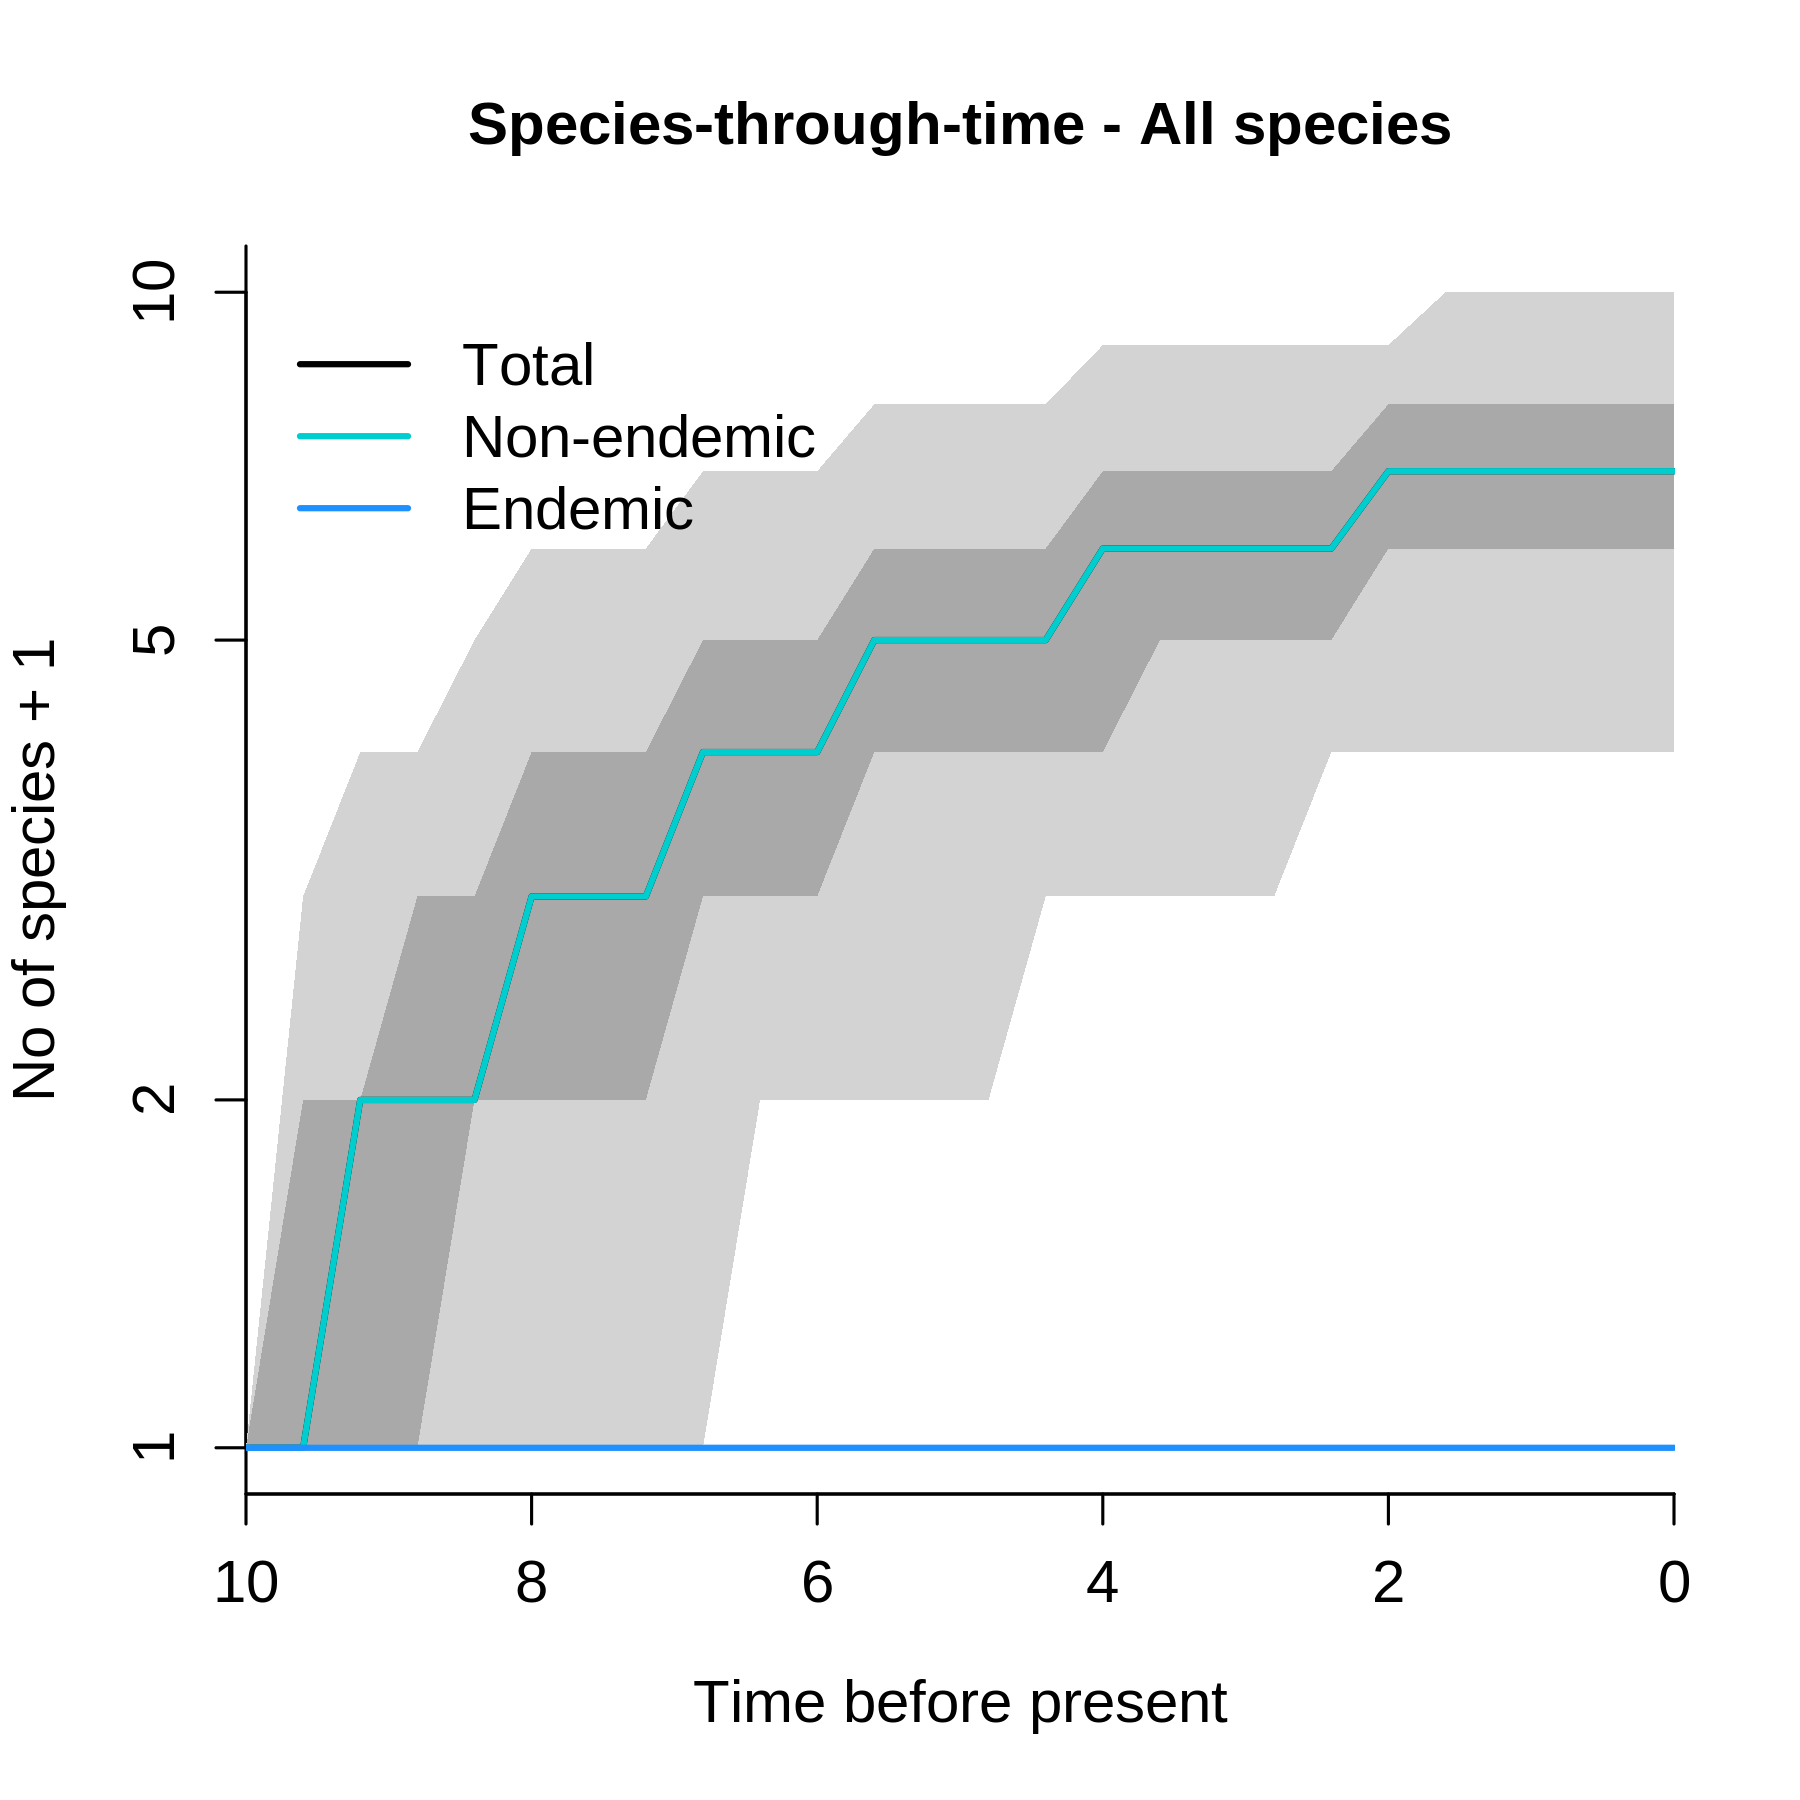 Species-through-time - All species
10
5
2
1
No of species + 1
Total
Non-endemic
Endemic
10 8 6 4 2 0
Time before present